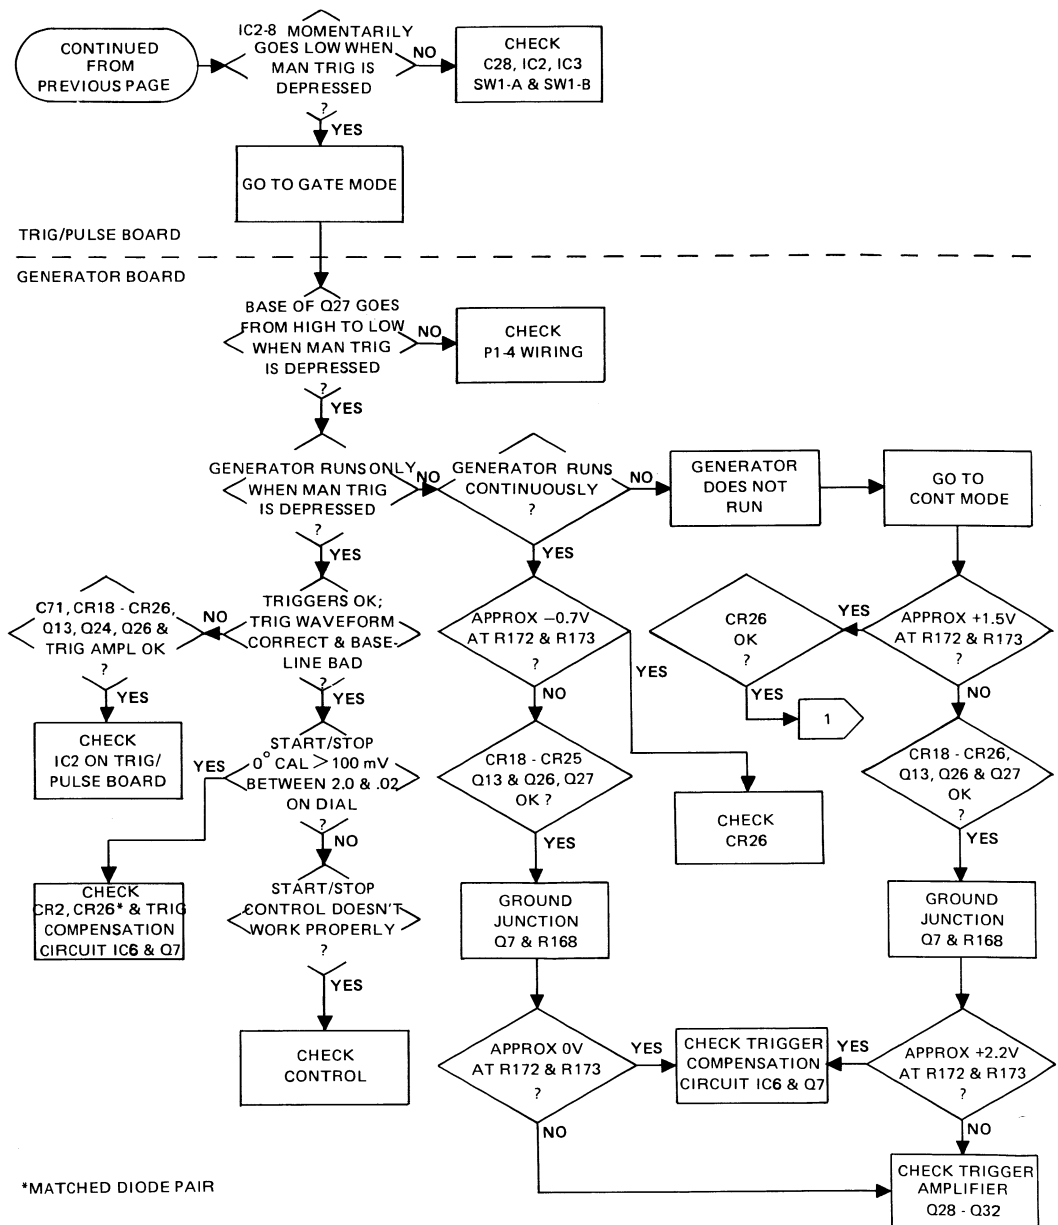 CONTINUED
FROM
PREVIOUS PAGE
IC2-8 MOMENTARILY
GOES LOW WHEN
MAN TRIG IS
DEPRESSED
?
NO
CHECK
C28, IC2, IC3
SW1-A & SW1-B
YES
GO TO GATE MODE
TRIG/PULSE BOARD
GENERATOR BOARD
BASE OF Q27 GOES
FROM HIGH TO LOW
WHEN MAN TRIG
IS DEPRESSED
?
NO
CHECK
P1-4 WIRING
YES
GENERATOR RUNS ONLY
WHEN MAN TRIG
IS DEPRESSED
?
NO
GENERATOR RUNS
CONTINUOUSLY
?
NO
GENERATOR
DOES NOT
RUN
GO TO
CONT MODE
YES
YES
C71, CR18 - CR26,
Q13, Q24, Q26 &
TRIG AMPL OK
?
NO
TRIGGERS OK;
TRIG WAVEFORM
CORRECT & BASE-
LINE BAD
?
APPROX -0.7V
AT R172 & R173
?
YES
CR26
OK
?
YES
APPROX +1.5V
AT R172 & R173
?
YES
YES
NO
YES
1
NO
CHECK
IC2 ON TRIG/
PULSE BOARD
YES
START/STOP
0° CAL > 100 mV
BETWEEN 2.0 & .02
ON DIAL
?
CR18 - CR25
Q13 & Q26, Q27
OK ?
CHECK
CR26
CR18 - CR26,
Q13, Q26 & Q27
OK
?
NO
YES
YES
CHECK
CR2, CR26* & TRIG
COMPENSATION
CIRCUIT IC6 & Q7
START/STOP
CONTROL DOESN'T
WORK PROPERLY
?
GROUND
JUNCTION
Q7 & R168
GROUND
JUNCTION
Q7 & R168
YES
CHECK
CONTROL
APPROX 0V
AT R172 & R173
?
YES
CHECK TRIGGER
COMPENSATION
CIRCUIT IC6 & Q7
YES
APPROX +2.2V
AT R172 & R173
?
NO
NO
CHECK TRIGGER
AMPLIFIER
Q28 - Q32
*MATCHED DIODE PAIR